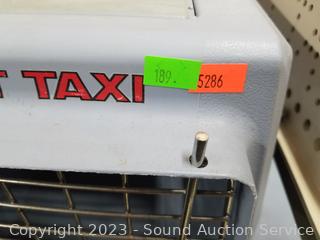 T TAXI
189.
5286
Copyright 2023 - Sound Auction Service